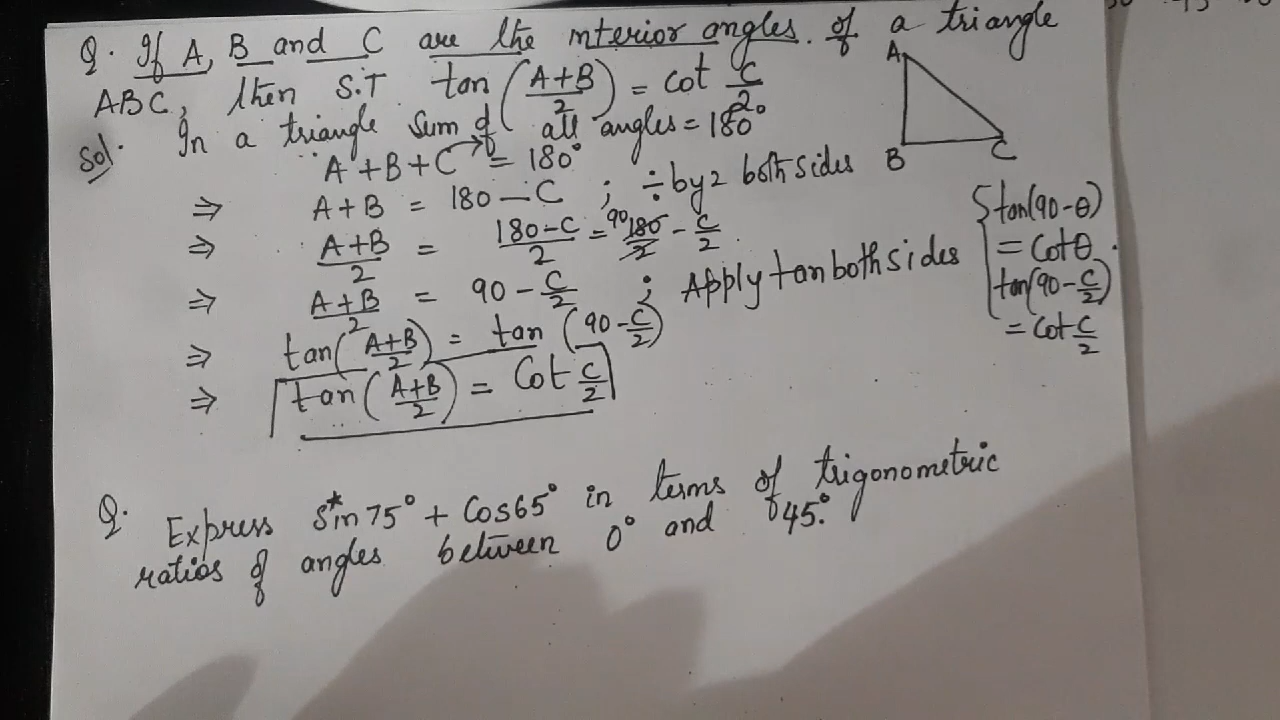 Q. If A, B and C are the interior angles of a triangle
ABC, then S.T tan (A+B/2) = cot C/2
Sol. In a triangle sum of all angles = 180°
A + B + C = 180°
⇒ A + B = 180 – C ; ÷ by 2 both sides
⇒ A+B/2 = 180–C/2 = 90 180/2 – C/2
⇒ A+B/2 = 90 – C/2 ; Apply tan both sides
⇒ tan(A+B/2) = tan (90 – C/2)
⇒ tan(A+B/2) = Cot C/2
A
B
C
{tan(90-θ)
= Cotθ.
tan(90-C/2)
= Cot C/2
Q. Express Sin 75° + Cos 65° in terms of trigonometric
ratios of angles between 0° and 45°.